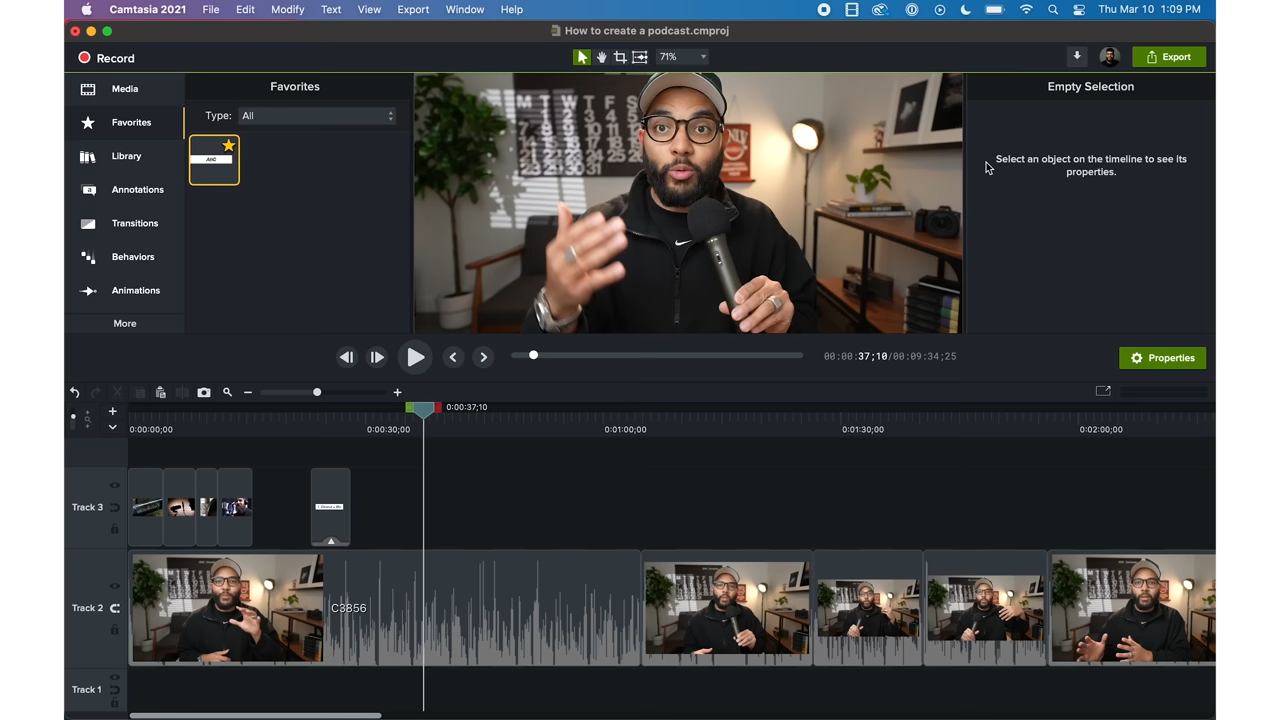 Camtasia 2021 File Edit Modify Text View Export Window Help Thu Mar 10 1:09 PM
How to create a podcast.cmproj
Record 71% Export
Media
Favorites
Library
Annotations
Transitions
Behaviors
Animations
More
Favorites
Type: All
ABC
M T W T F S
Empty Selection
Select an object on the timeline to see its
properties.
00:00:37;10/00:09:34;25
Properties
0:00:37;10
0:00:00;00 0:00:30;00 0:01:00;00 0:01:30;00 0:02:00;00
Track 3
Track 2
C3856
Track 1